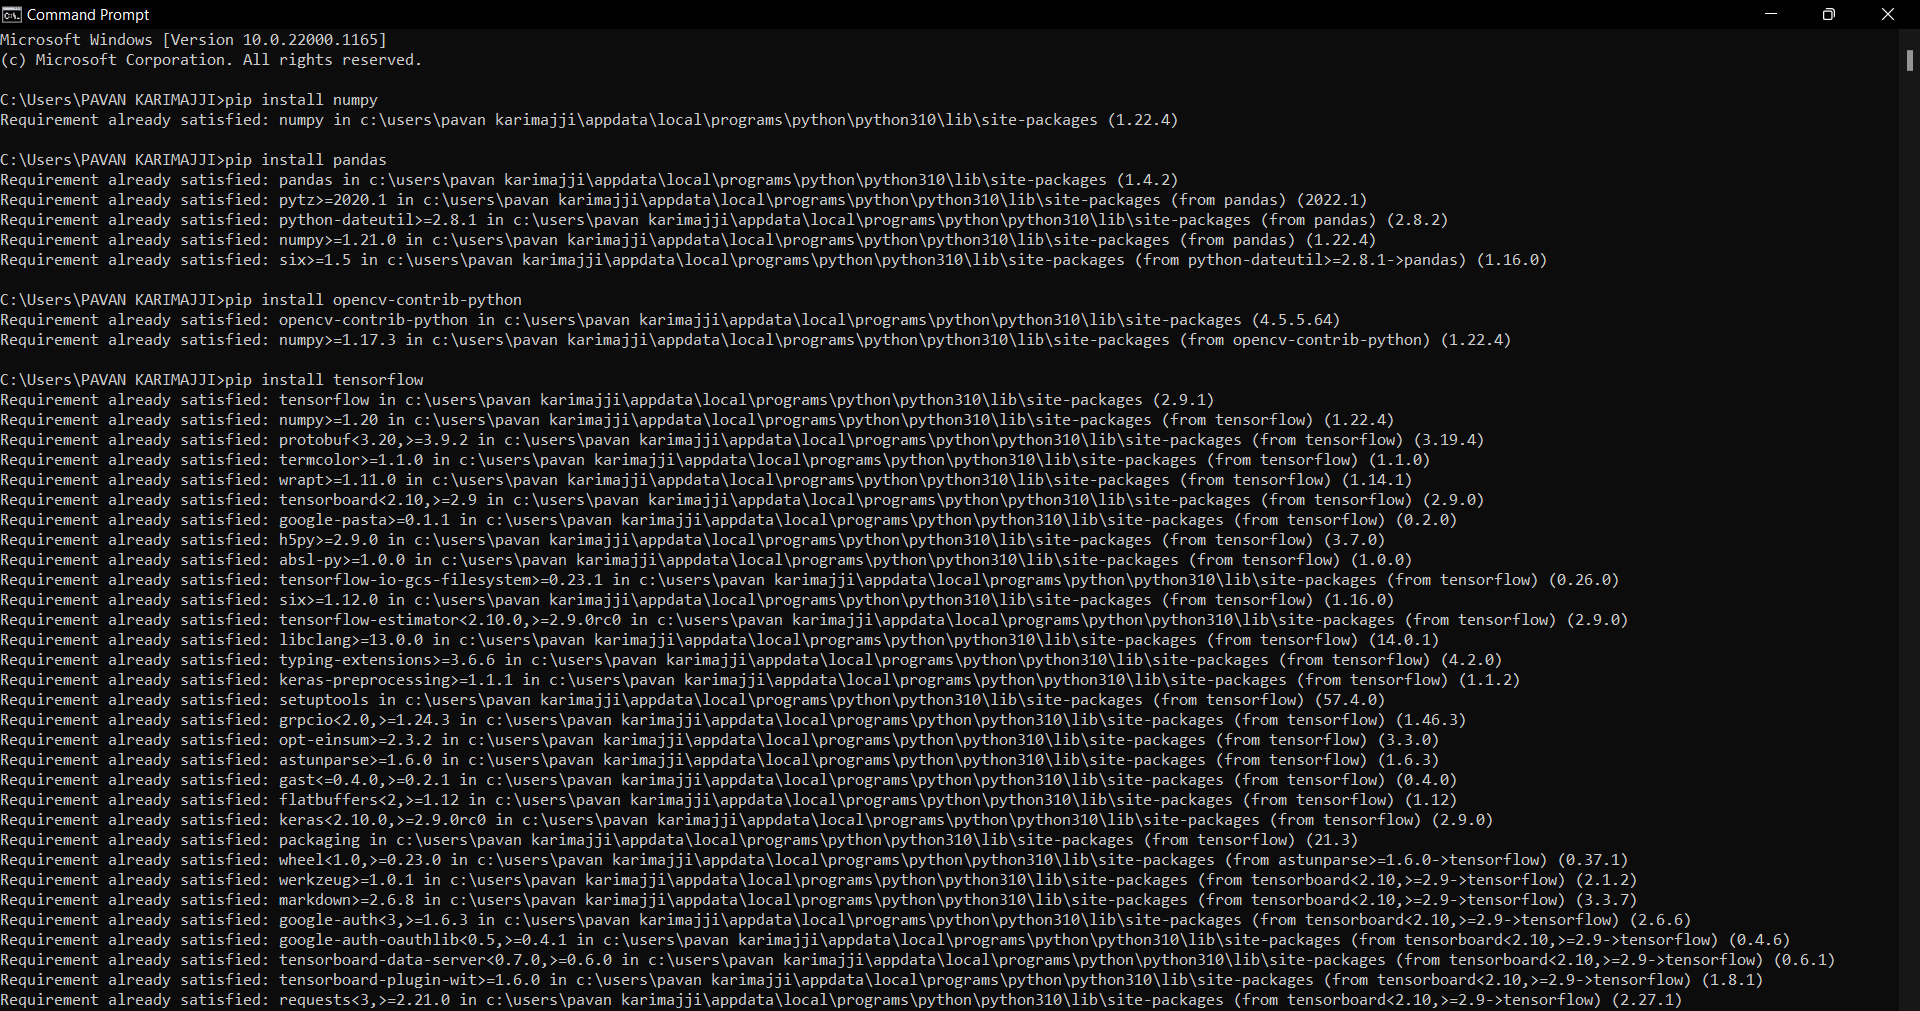 Command Prompt
Microsoft Windows [Version 10.0.22000.1165]
(c) Microsoft Corporation. All rights reserved.
C:\Users\PAVAN KARIMAJJI>pip install numpy
Requirement already satisfied: numpy in c:\users\pavan karimajji\appdata\local\programs\python\python310\lib\site-packages (1.22.4)
C:\Users\PAVAN KARIMAJJI>pip install pandas
Requirement already satisfied: pandas in c:\users\pavan karimajji\appdata\local\programs\python\python310\lib\site-packages (1.4.2)
Requirement already satisfied: pytz>=2020.1 in c:\users\pavan karimajji\appdata\local\programs\python\python310\lib\site-packages (from pandas) (2022.1)
Requirement already satisfied: python-dateutil>=2.8.1 in c:\users\pavan karimajji\appdata\local\programs\python\python310\lib\site-packages (from pandas) (2.8.2)
Requirement already satisfied: numpy>=1.21.0 in c:\users\pavan karimajji\appdata\local\programs\python\python310\lib\site-packages (from pandas) (1.22.4)
Requirement already satisfied: six>=1.5 in c:\users\pavan karimajji\appdata\local\programs\python\python310\lib\site-packages (from python-dateutil>=2.8.1->pandas) (1.16.0)
C:\Users\PAVAN KARIMAJJI>pip install opencv-contrib-python
Requirement already satisfied: opencv-contrib-python in c:\users\pavan karimajji\appdata\local\programs\python\python310\lib\site-packages (4.5.5.64)
Requirement already satisfied: numpy>=1.17.3 in c:\users\pavan karimajji\appdata\local\programs\python\python310\lib\site-packages (from opencv-contrib-python) (1.22.4)
C:\Users\PAVAN KARIMAJJI>pip install tensorflow
Requirement already satisfied: tensorflow in c:\users\pavan karimajji\appdata\local\programs\python\python310\lib\site-packages (2.9.1)
Requirement already satisfied: numpy>=1.20 in c:\users\pavan karimajji\appdata\local\programs\python\python310\lib\site-packages (from tensorflow) (1.22.4)
Requirement already satisfied: protobuf<3.20,>=3.9.2 in c:\users\pavan karimajji\appdata\local\programs\python\python310\lib\site-packages (from tensorflow) (3.19.4)
Requirement already satisfied: termcolor>=1.1.0 in c:\users\pavan karimajji\appdata\local\programs\python\python310\lib\site-packages (from tensorflow) (1.1.0)
Requirement already satisfied: wrapt>=1.11.0 in c:\users\pavan karimajji\appdata\local\programs\python\python310\lib\site-packages (from tensorflow) (1.14.1)
Requirement already satisfied: tensorboard<2.10,>=2.9 in c:\users\pavan karimajji\appdata\local\programs\python\python310\lib\site-packages (from tensorflow) (2.9.0)
Requirement already satisfied: google-pasta>=0.1.1 in c:\users\pavan karimajji\appdata\local\programs\python\python310\lib\site-packages (from tensorflow) (0.2.0)
Requirement already satisfied: h5py>=2.9.0 in c:\users\pavan karimajji\appdata\local\programs\python\python310\lib\site-packages (from tensorflow) (3.7.0)
Requirement already satisfied: absl-py>=1.0.0 in c:\users\pavan karimajji\appdata\local\programs\python\python310\lib\site-packages (from tensorflow) (1.0.0)
Requirement already satisfied: tensorflow-io-gcs-filesystem>=0.23.1 in c:\users\pavan karimajji\appdata\local\programs\python\python310\lib\site-packages (from tensorflow) (0.26.0)
Requirement already satisfied: six>=1.12.0 in c:\users\pavan karimajji\appdata\local\programs\python\python310\lib\site-packages (from tensorflow) (1.16.0)
Requirement already satisfied: tensorflow-estimator<2.10.0,>=2.9.0rc0 in c:\users\pavan karimajji\appdata\local\programs\python\python310\lib\site-packages (from tensorflow) (2.9.0)
Requirement already satisfied: libclang>=13.0.0 in c:\users\pavan karimajji\appdata\local\programs\python\python310\lib\site-packages (from tensorflow) (14.0.1)
Requirement already satisfied: typing-extensions>=3.6.6 in c:\users\pavan karimajji\appdata\local\programs\python\python310\lib\site-packages (from tensorflow) (4.2.0)
Requirement already satisfied: keras-preprocessing>=1.1.1 in c:\users\pavan karimajji\appdata\local\programs\python\python310\lib\site-packages (from tensorflow) (1.1.2)
Requirement already satisfied: setuptools in c:\users\pavan karimajji\appdata\local\programs\python\python310\lib\site-packages (from tensorflow) (57.4.0)
Requirement already satisfied: grpcio<2.0,>=1.24.3 in c:\users\pavan karimajji\appdata\local\programs\python\python310\lib\site-packages (from tensorflow) (1.46.3)
Requirement already satisfied: opt-einsum>=2.3.2 in c:\users\pavan karimajji\appdata\local\programs\python\python310\lib\site-packages (from tensorflow) (3.3.0)
Requirement already satisfied: astunparse>=1.6.0 in c:\users\pavan karimajji\appdata\local\programs\python\python310\lib\site-packages (from tensorflow) (1.6.3)
Requirement already satisfied: gast<=0.4.0,>=0.2.1 in c:\users\pavan karimajji\appdata\local\programs\python\python310\lib\site-packages (from tensorflow) (0.4.0)
Requirement already satisfied: flatbuffers<2,>=1.12 in c:\users\pavan karimajji\appdata\local\programs\python\python310\lib\site-packages (from tensorflow) (1.12)
Requirement already satisfied: keras<2.10.0,>=2.9.0rc0 in c:\users\pavan karimajji\appdata\local\programs\python\python310\lib\site-packages (from tensorflow) (2.9.0)
Requirement already satisfied: packaging in c:\users\pavan karimajji\appdata\local\programs\python\python310\lib\site-packages (from tensorflow) (21.3)
Requirement already satisfied: wheel<1.0,>=0.23.0 in c:\users\pavan karimajji\appdata\local\programs\python\python310\lib\site-packages (from astunparse>=1.6.0->tensorflow) (0.37.1)
Requirement already satisfied: werkzeug>=1.0.1 in c:\users\pavan karimajji\appdata\local\programs\python\python310\lib\site-packages (from tensorboard<2.10,>=2.9->tensorflow) (2.1.2)
Requirement already satisfied: markdown>=2.6.8 in c:\users\pavan karimajji\appdata\local\programs\python\python310\lib\site-packages (from tensorboard<2.10,>=2.9->tensorflow) (3.3.7)
Requirement already satisfied: google-auth<3,>=1.6.3 in c:\users\pavan karimajji\appdata\local\programs\python\python310\lib\site-packages (from tensorboard<2.10,>=2.9->tensorflow) (2.6.6)
Requirement already satisfied: google-auth-oauthlib<0.5,>=0.4.1 in c:\users\pavan karimajji\appdata\local\programs\python\python310\lib\site-packages (from tensorboard<2.10,>=2.9->tensorflow) (0.4.6)
Requirement already satisfied: tensorboard-data-server<0.7.0,>=0.6.0 in c:\users\pavan karimajji\appdata\local\programs\python\python310\lib\site-packages (from tensorboard<2.10,>=2.9->tensorflow) (0.6.1)
Requirement already satisfied: tensorboard-plugin-wit>=1.6.0 in c:\users\pavan karimajji\appdata\local\programs\python\python310\lib\site-packages (from tensorboard<2.10,>=2.9->tensorflow) (1.8.1)
Requirement already satisfied: requests<3,>=2.21.0 in c:\users\pavan karimajji\appdata\local\programs\python\python310\lib\site-packages (from tensorboard<2.10,>=2.9->tensorflow) (2.27.1)